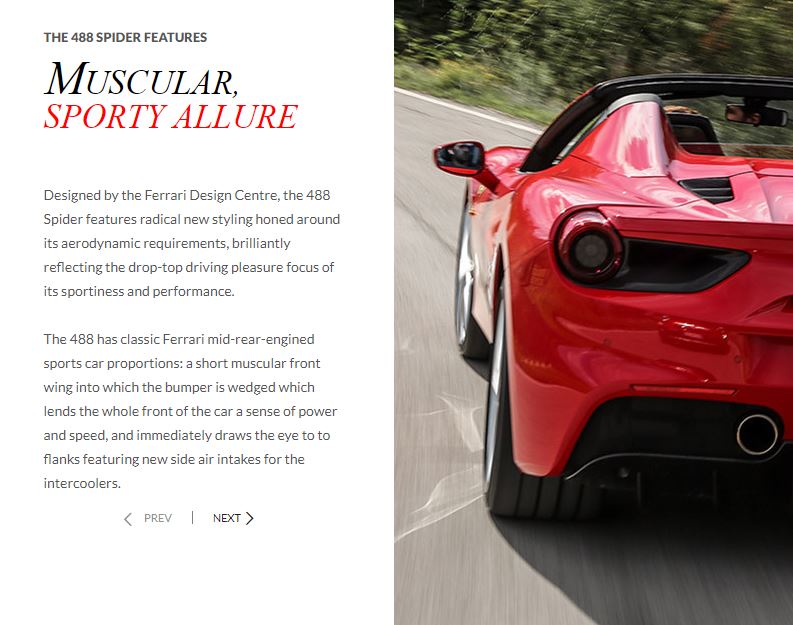 THE 488 SPIDER FEATURES
MUSCULAR,
SPORTY ALLURE
Designed by the Ferrari Design Centre, the 488
Spider features radical new styling honed around
its aerodynamic requirements, brilliantly
reflecting the drop-top driving pleasure focus of
its sportiness and performance.
The 488 has classic Ferrari mid-rear-engined
sports car proportions: a short muscular front
wing into which the bumper is wedged which
lends the whole front of the car a sense of power
and speed, and immediately draws the eye to to
flanks featuring new side air intakes for the
intercoolers.
PREV | NEXT